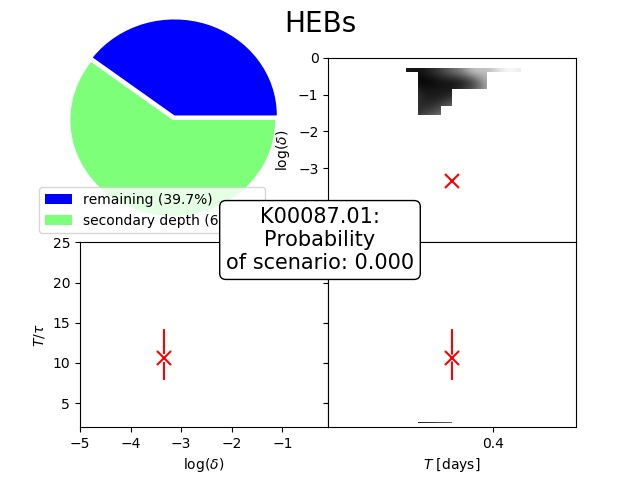 HEBs
remaining (39.7%)
secondary depth (6
K00087.01:
Probability
of scenario: 0.000
log(δ)
0
−1
−2
−3
T/τ
25
20
15
10
5
−5
−4
−3
−2
−1
log(δ)
0.4
T [days]